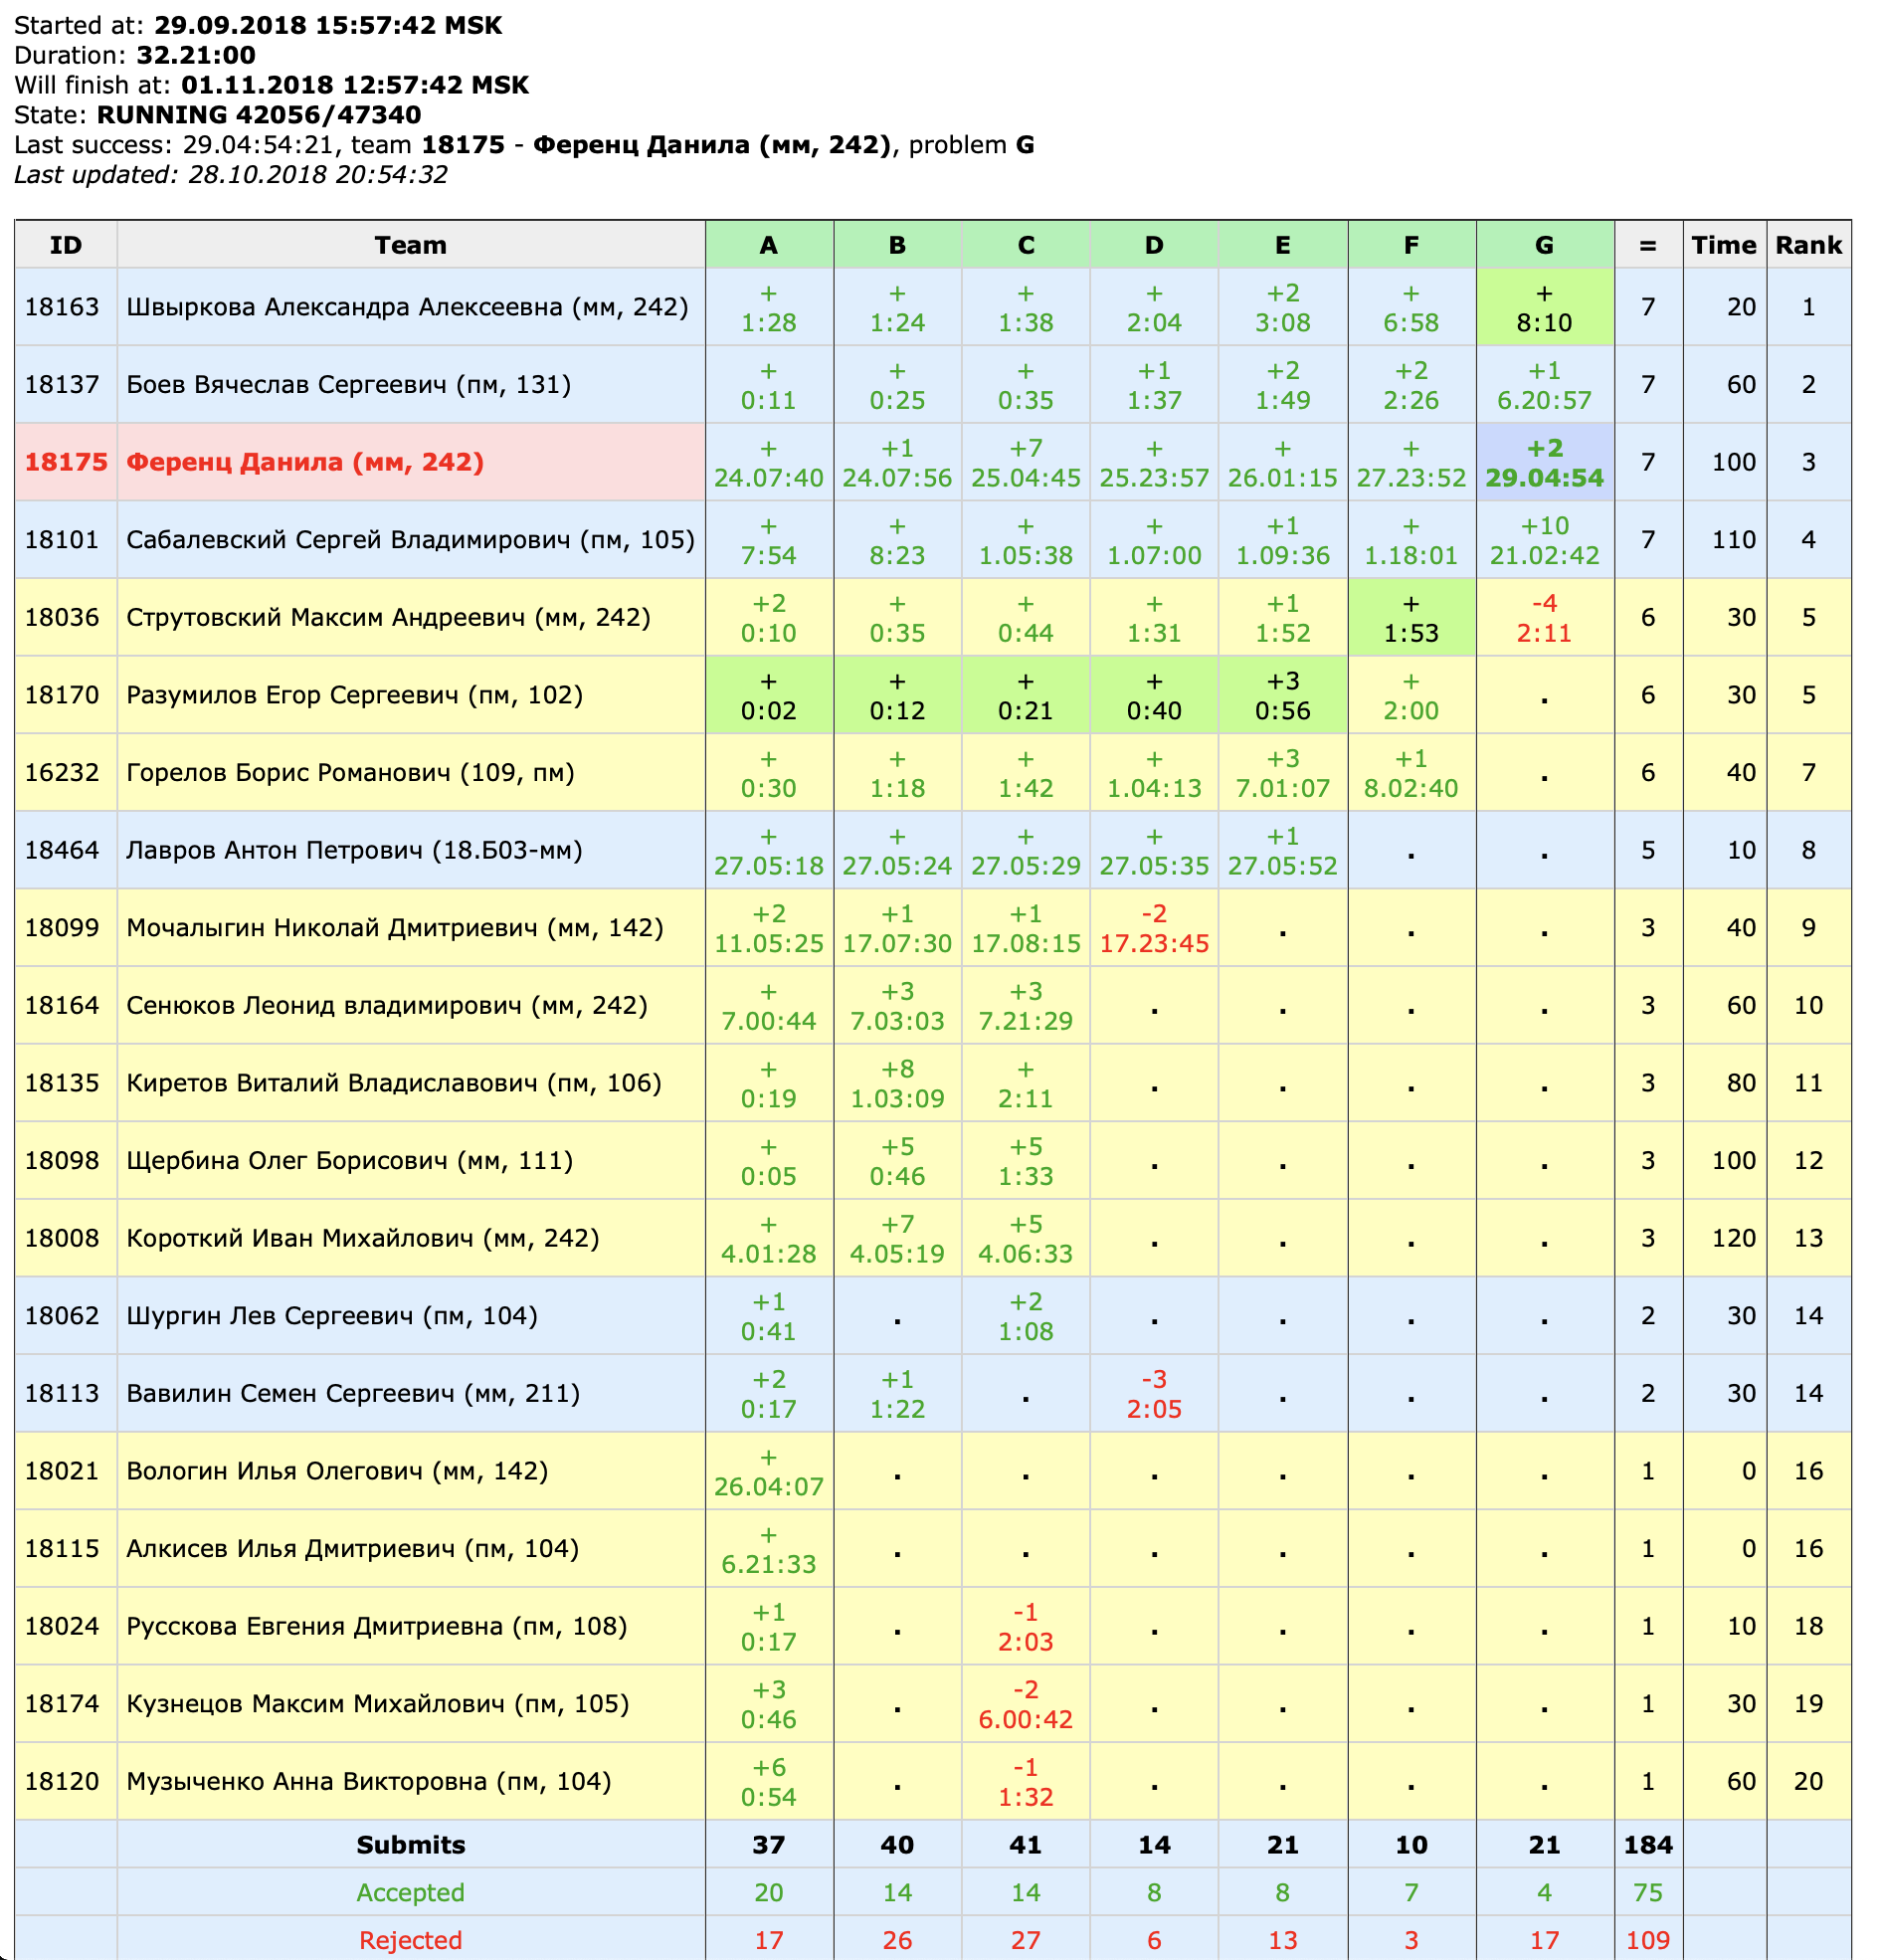 Started at: 29.09.2018 15:57:42 MSK
Duration: 32.21:00
Will finish at: 01.11.2018 12:57:42 MSK
State: RUNNING 42056/47340
Last success: 29.04:54:21, team 18175 - Ференц Данила (мм, 242), problem G
Last updated: 28.10.2018 20:54:32
ID Team A B C D E F G = Time Rank
+ + + + +2 + +
18163 Швыркова Александра Алексеевна (мм, 242) 7 20 1
1:28 1:24 1:38 2:04 3:08 6:58 8:10
+ + + +1 +2 +2 +1
18137 Боев Вячеслав Сергеевич (пм, 131) 7 60 2
0:11 0:25 0:35 1:37 1:49 2:26 6.20:57
+ +1 +7 + + + +2
18175 Ференц Данила (мм, 242) 7 100 3
24.07:40 24.07:56 25.04:45 25.23:57 26.01:15 27.23:52 29.04:54
+ + + + +1 + +10
18101 Сабалевский Сергей Владимирович (пм, 105) 7 110 4
7:54 8:23 1.05:38 1.07:00 1.09:36 1.18:01 21.02:42
+2 + + + +1 + -4
18036 Струтовский Максим Андреевич (мм, 242) 6 30 5
0:10 0:35 0:44 1:31 1:52 1:53 2:11
+ + + + +3 +
18170 Разумилов Егор Сергеевич (пм, 102) . 6 30 5
0:02 0:12 0:21 0:40 0:56 2:00
+ + + + +3 +1
16232 Горелов Борис Романович (109, пм) . 6 40 7
0:30 1:18 1:42 1.04:13 7.01:07 8.02:40
+ + + + +1
18464 Лавров Антон Петрович (18.Б03-мм) . . 5 10 8
27.05:18 27.05:24 27.05:29 27.05:35 27.05:52
+2 +1 +1 -2
18099 Мочалыгин Николай Дмитриевич (мм, 142) . . . 3 40 9
11.05:25 17.07:30 17.08:15 17.23:45
+ +3 +3
18164 Сенюков Леонид владимирович (мм, 242) . . . . 3 60 10
7.00:44 7.03:03 7.21:29
+ +8 +
18135 Киретов Виталий Владиславович (пм, 106) . . . . 3 80 11
0:19 1.03:09 2:11
+ +5 +5
18098 Щербина Олег Борисович (мм, 111) . . . . 3 100 12
0:05 0:46 1:33
+ +7 +5
18008 Короткий Иван Михайлович (мм, 242) . . . . 3 120 13
4.01:28 4.05:19 4.06:33
+1 +2
18062 Шургин Лев Сергеевич (пм, 104) . . . . . 2 30 14
0:41 1:08
+2 +1 -3
18113 Вавилин Семен Сергеевич (мм, 211) . . . . 2 30 14
0:17 1:22 2:05
+
18021 Вологин Илья Олегович (мм, 142) . . . . . . 1 0 16
26.04:07
+
18115 Алкисев Илья Дмитриевич (пм, 104) . . . . . . 1 0 16
6.21:33
+1 -1
18024 Русскова Евгения Дмитриевна (пм, 108) . . . . . 1 10 18
0:17 2:03
+3 -2
18174 Кузнецов Максим Михайлович (пм, 105) . . . . . 1 30 19
0:46 6.00:42
+6 -1
18120 Музыченко Анна Викторовна (пм, 104) . . . . . 1 60 20
0:54 1:32
Submits 37 40 41 14 21 10 21 184
Accepted 20 14 14 8 8 7 4 75
Rejected 17 26 27 6 13 3 17 109